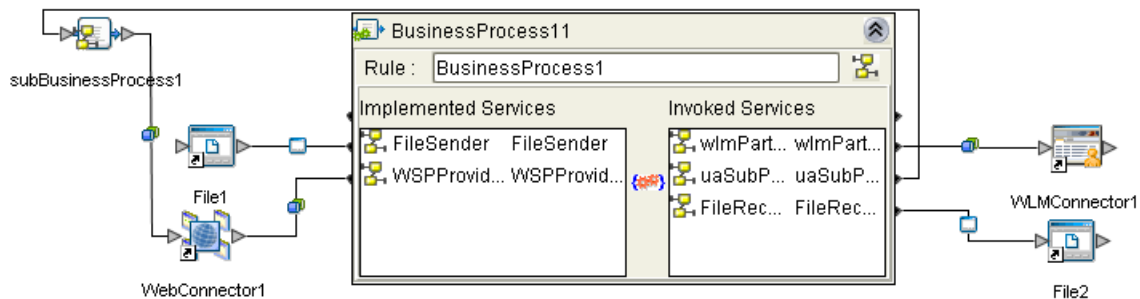 BusinessProcess11
subBusinessProcess1
Rule : BusinessProcess1
Implemented Services
Invoked Services
FileSender FileSender
WSPProvid... WSPProvid...
wlmPart... wlmPart...
uaSubP... uaSubP...
FileRec... FileRec...
File1
WebConnector1
WLMConnector1
File2